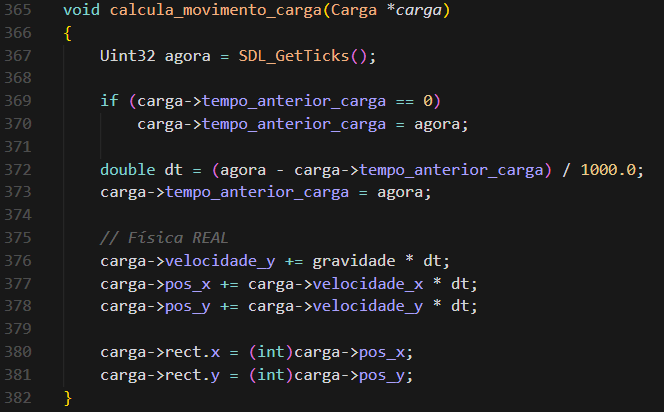 365 void calcula_movimento_carga(Carga *carga)
366 {
367     Uint32 agora = SDL_GetTicks();
368
369     if (carga->tempo_anterior_carga == 0)
370         carga->tempo_anterior_carga = agora;
371
372     double dt = (agora - carga->tempo_anterior_carga) / 1000.0;
373     carga->tempo_anterior_carga = agora;
374
375     // Física REAL
376     carga->velocidade_y += gravidade * dt;
377     carga->pos_x += carga->velocidade_x * dt;
378     carga->pos_y += carga->velocidade_y * dt;
379
380     carga->rect.x = (int)carga->pos_x;
381     carga->rect.y = (int)carga->pos_y;
382 }